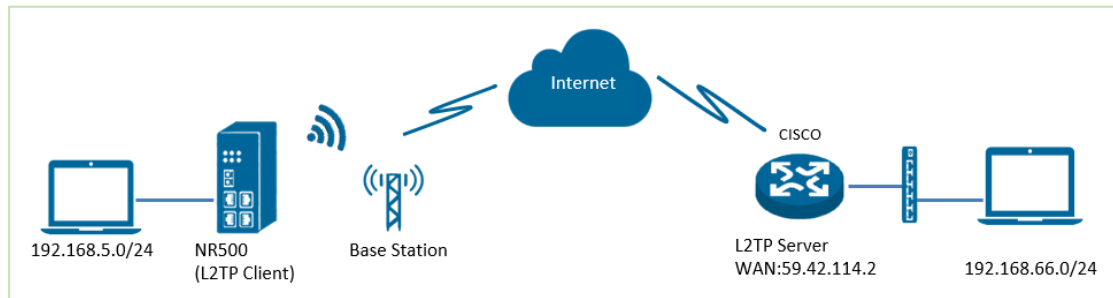 Internet
CISCO
192.168.5.0/24
NR500
(L2TP Client)
Base Station
L2TP Server
WAN:59.42.114.2
192.168.66.0/24